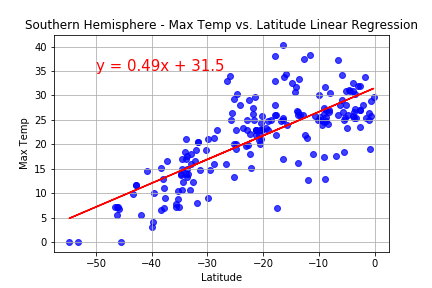 Southern Hemisphere - Max Temp vs. Latitude Linear Regression
40
y = 0.49x + 31.5
35
30
25
Max Temp
20
15
10
5
0
−50 −40 −30 −20 −10 0
Latitude